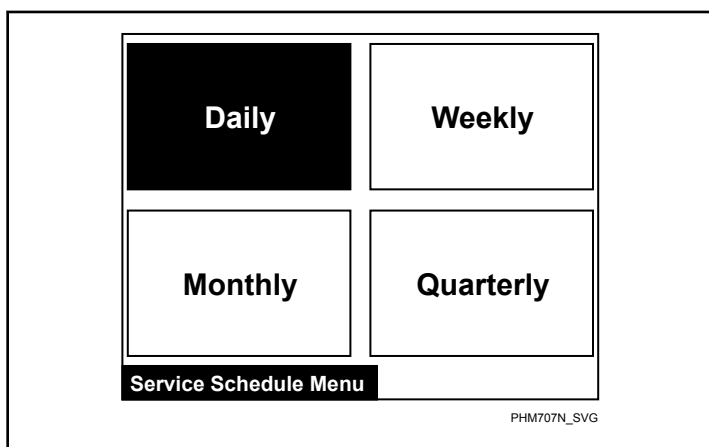 Daily Weekly
Monthly Quarterly
Service Schedule Menu
PHM707N_SVG